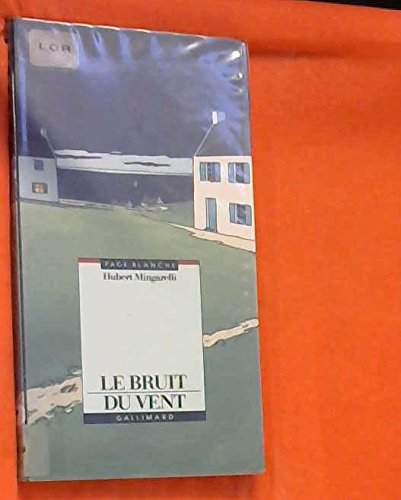 LOR
PAGE BLANCHE
Hubert Mingarelli
LE BRUIT
DU VENT
GALLIMARD